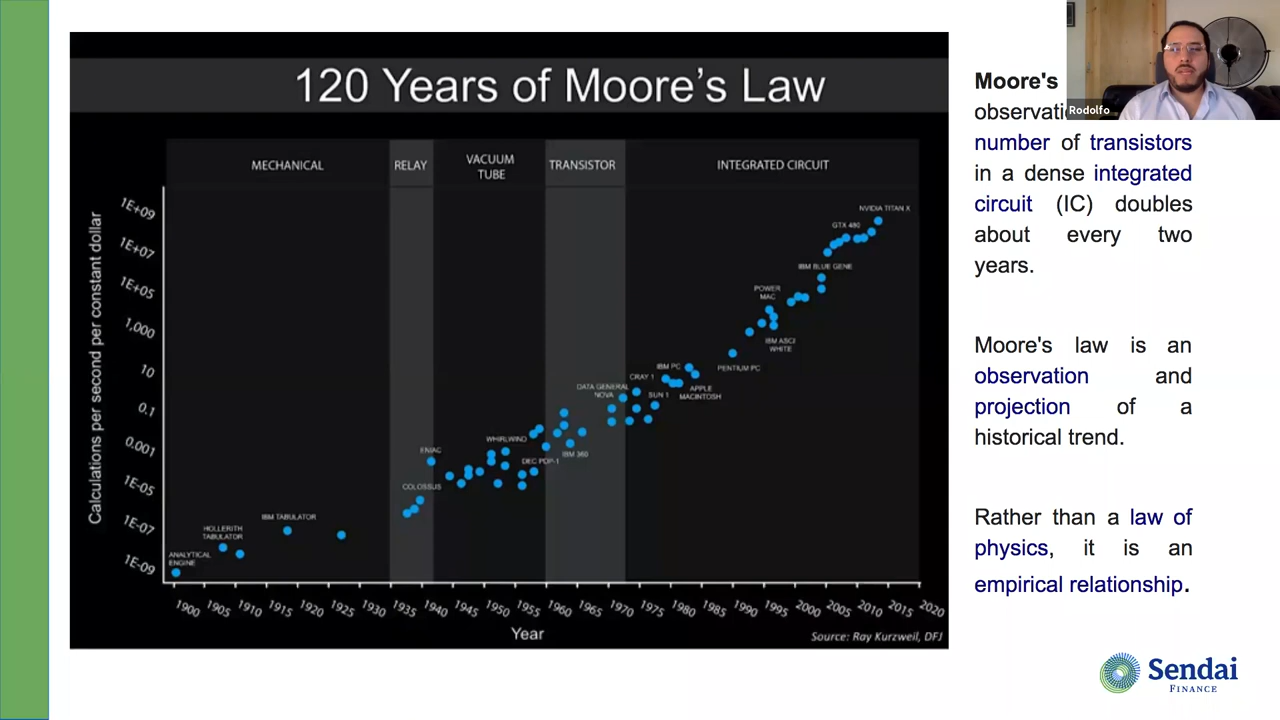 120 Years of Moore's Law
MECHANICAL
RELAY
VACUUM
TUBE
TRANSISTOR
INTEGRATED CIRCUIT
Calculations per second per constant dollar
1E+09
1E+07
1E+05
1,000
10
0.1
0.001
1E-05
1E-07
1E-09
ANALYTICAL
ENGINE
HOLLERITH
TABULATOR
IBM TABULATOR
COLOSSUS
ENIAC
WHIRLWIND
DEC PDP-1
IBM 360
DATA GENERAL
NOVA
CRAY 1
SUN 1
IBM PC
APPLE
MACINTOSH
PENTIUM PC
POWER
MAC
IBM ASCI
WHITE
IBM BLUE GENE
GTX 480
NVIDIA TITAN X
1900 1905 1910 1915 1920 1925 1930 1935 1940 1945 1950 1955 1960 1965 1970 1975 1980 1985 1990 1995 2000 2005 2010 2015 2020
Year
Source: Ray Kurzweil, DFJ
Rodolfo
Moore's
number of transistors
in a dense integrated
circuit (IC) doubles
about every two
years.
Moore's law is an
observation and
projection of a
historical trend.
Rather than a law of
physics, it is an
empirical relationship.
Sendai
FINANCE